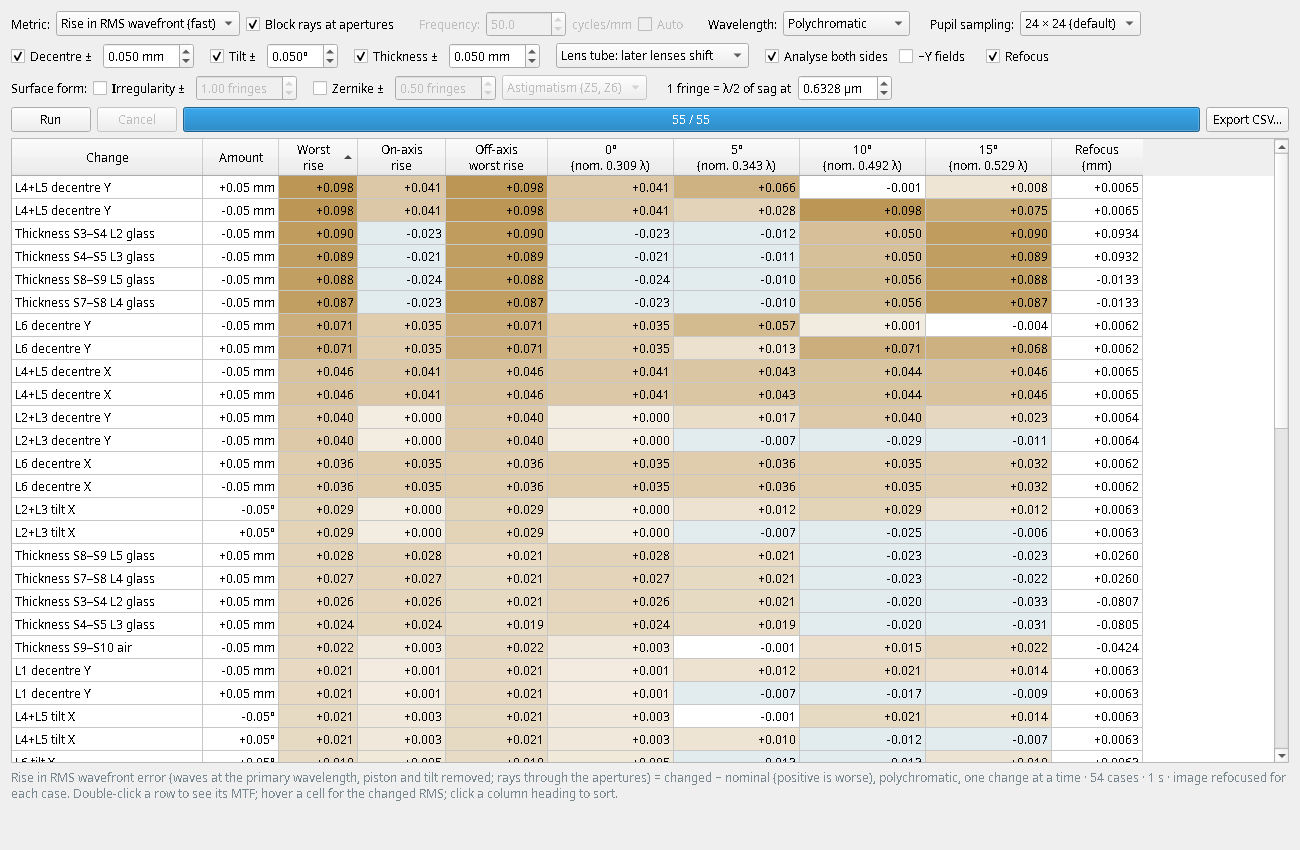 Metric: Rise in RMS wavefront (fast) Block rays at apertures Frequency: 50.0 cycles/mm Auto Wavelength: Polychromatic Pupil sampling: 24 × 24 (default)
Decentre ± 0.050 mm Tilt ± 0.050° Thickness ± 0.050 mm Lens tube: later lenses shift Analyse both sides −Y fields Refocus
Surface form: Irregularity ± 1.00 fringes Zernike ± 0.50 fringes Astigmatism (Z5, Z6) 1 fringe = λ/2 of sag at 0.6328 µm
Run Cancel 55 / 55 Export CSV...
Change Amount Worst rise On-axis rise Off-axis worst rise 0° (nom. 0.309 λ) 5° (nom. 0.343 λ) 10° (nom. 0.492 λ) 15° (nom. 0.529 λ) Refocus (mm)
L4+L5 decentre Y +0.05 mm +0.098 +0.041 +0.098 +0.041 +0.066 -0.001 +0.008 +0.0065
L4+L5 decentre Y -0.05 mm +0.098 +0.041 +0.098 +0.041 +0.028 +0.098 +0.075 +0.0065
Thickness S3–S4 L2 glass -0.05 mm +0.090 -0.023 +0.090 -0.023 -0.012 +0.050 +0.090 +0.0934
Thickness S4–S5 L3 glass -0.05 mm +0.089 -0.021 +0.089 -0.021 -0.011 +0.050 +0.089 +0.0932
Thickness S8–S9 L5 glass -0.05 mm +0.088 -0.024 +0.088 -0.024 -0.010 +0.056 +0.088 -0.0133
Thickness S7–S8 L4 glass -0.05 mm +0.087 -0.023 +0.087 -0.023 -0.010 +0.056 +0.087 -0.0133
L6 decentre Y -0.05 mm +0.071 +0.035 +0.071 +0.035 +0.057 +0.001 -0.004 +0.0062
L6 decentre Y +0.05 mm +0.071 +0.035 +0.071 +0.035 +0.013 +0.071 +0.068 +0.0062
L4+L5 decentre X -0.05 mm +0.046 +0.041 +0.046 +0.041 +0.043 +0.044 +0.046 +0.0065
L4+L5 decentre X +0.05 mm +0.046 +0.041 +0.046 +0.041 +0.043 +0.044 +0.046 +0.0065
L2+L3 decentre Y +0.05 mm +0.040 +0.000 +0.040 +0.000 +0.017 +0.040 +0.023 +0.0064
L2+L3 decentre Y -0.05 mm +0.040 +0.000 +0.040 +0.000 -0.007 -0.029 -0.011 +0.0064
L6 decentre X +0.05 mm +0.036 +0.035 +0.036 +0.035 +0.036 +0.035 +0.032 +0.0062
L6 decentre X -0.05 mm +0.036 +0.035 +0.036 +0.035 +0.036 +0.035 +0.032 +0.0062
L2+L3 tilt X -0.05° +0.029 +0.000 +0.029 +0.000 +0.012 +0.029 +0.012 +0.0063
L2+L3 tilt X +0.05° +0.029 +0.000 +0.029 +0.000 -0.007 -0.025 -0.006 +0.0063
Thickness S8–S9 L5 glass +0.05 mm +0.028 +0.028 +0.021 +0.028 +0.021 -0.023 -0.023 +0.0260
Thickness S7–S8 L4 glass +0.05 mm +0.027 +0.027 +0.021 +0.027 +0.021 -0.023 -0.022 +0.0260
Thickness S3–S4 L2 glass +0.05 mm +0.026 +0.026 +0.021 +0.026 +0.021 -0.020 -0.033 -0.0807
Thickness S4–S5 L3 glass +0.05 mm +0.024 +0.024 +0.019 +0.024 +0.019 -0.020 -0.031 -0.0805
Thickness S9–S10 air -0.05 mm +0.022 +0.003 +0.022 +0.003 -0.001 +0.015 +0.022 -0.0424
L1 decentre Y -0.05 mm +0.021 +0.001 +0.021 +0.001 +0.012 +0.021 +0.014 +0.0063
L1 decentre Y +0.05 mm +0.021 +0.001 +0.021 +0.001 -0.007 -0.017 -0.009 +0.0063
L4+L5 tilt X -0.05° +0.021 +0.003 +0.021 +0.003 -0.001 +0.021 +0.014 +0.0063
L4+L5 tilt X +0.05° +0.021 +0.003 +0.021 +0.003 +0.010 -0.012 -0.007 +0.0063
Rise in RMS wavefront error (waves at the primary wavelength, piston and tilt removed; rays through the apertures) = changed − nominal (positive is worse), polychromatic, one change at a time · 54 cases · 1 s · image refocused for
each case. Double-click a row to see its MTF; hover a cell for the changed RMS; click a column heading to sort.